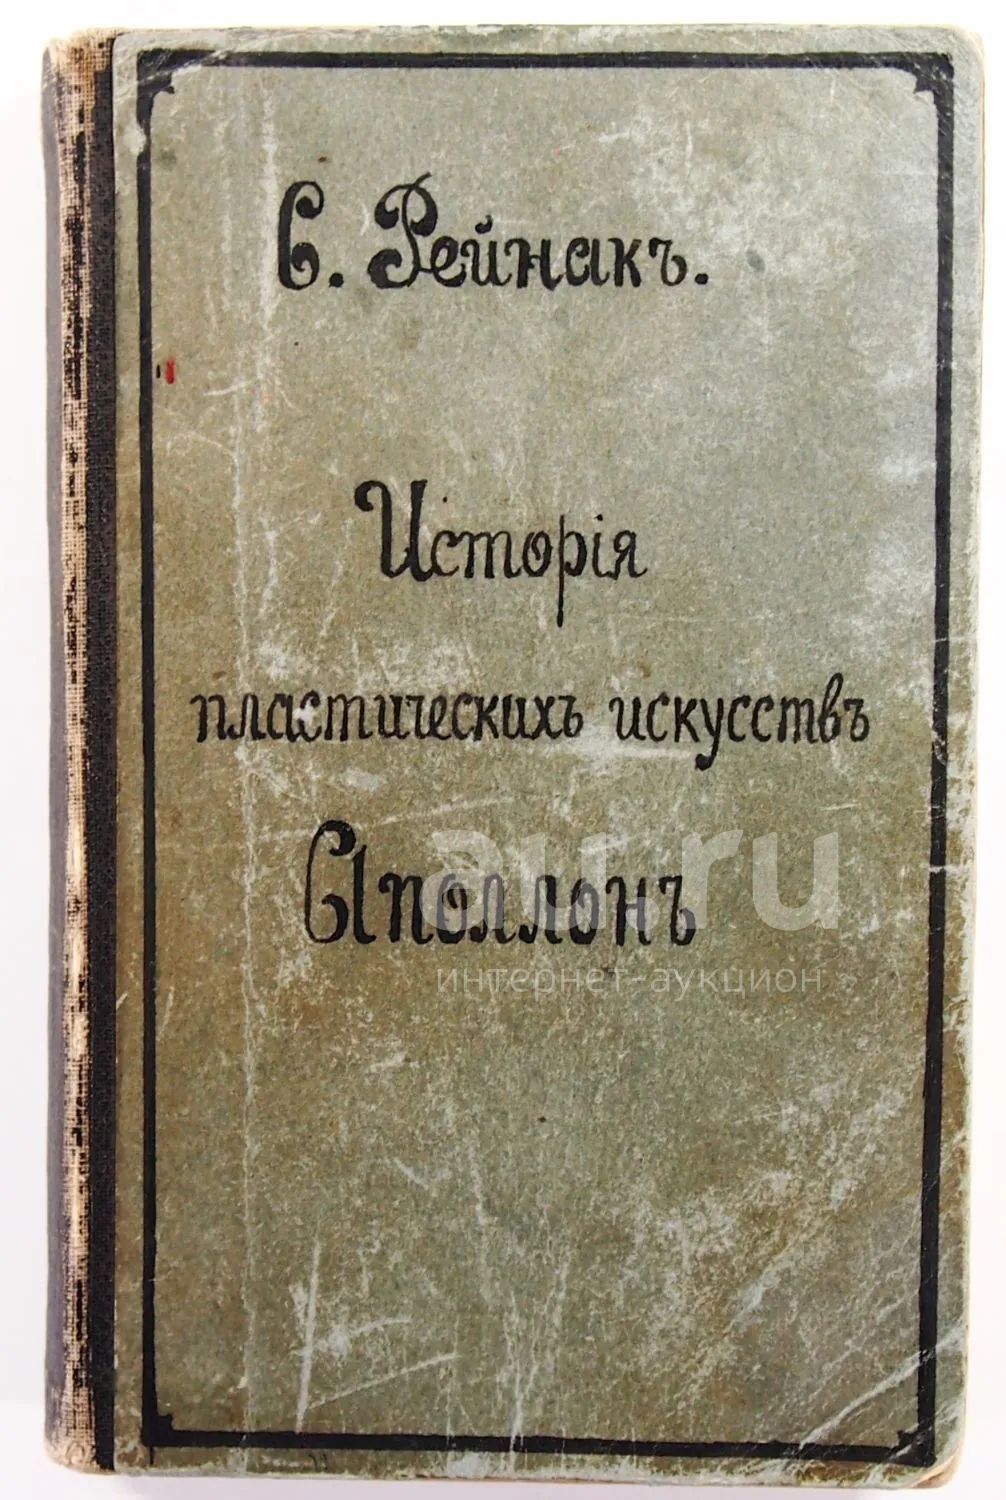 С. Рейнакъ.
Исторія
пластическихъ искусствъ
Аполлонъ
au.ru
интернет-аукцион